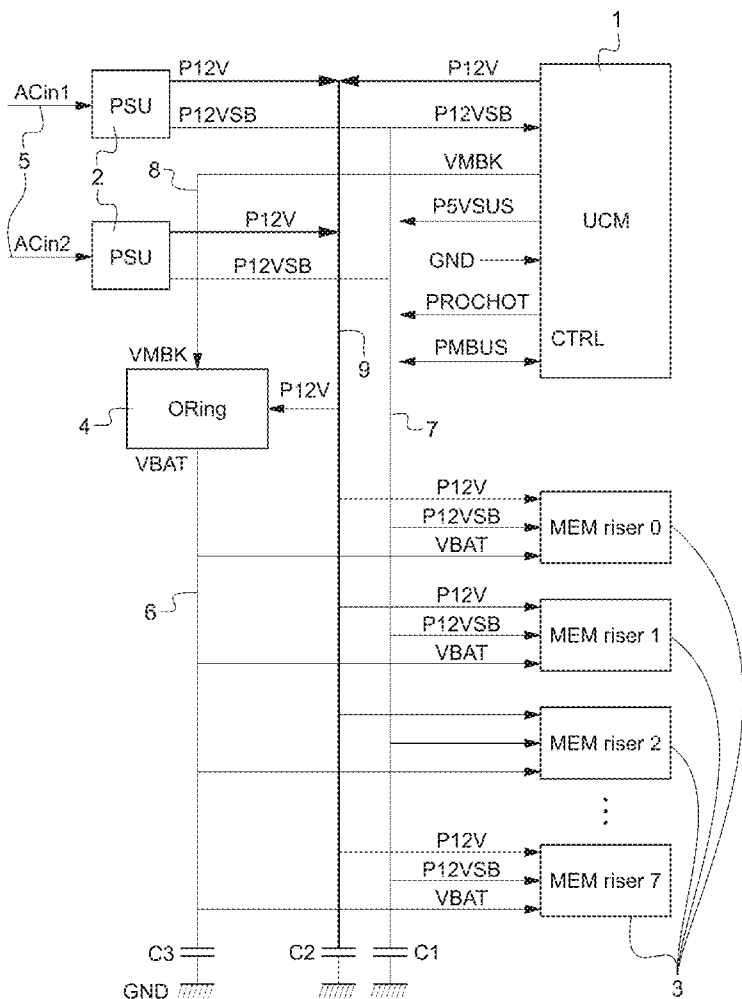 1
P12V
P12V
ACin1
PSU
P12VSB
P12VSB
5
2
8
VMBK
P12V
P5VSUS
UCM
ACin2
PSU
P12VSB
GND
PROCHOT
CTRL
VMBK
PMBUS
9
P12V
4
ORing
7
VBAT
P12V
P12VSB
MEM riser 0
VBAT
6
P12V
P12VSB
MEM riser 1
VBAT
MEM riser 2
P12V
P12VSB
MEM riser 7
VBAT
C3
C2
C1
GND
3